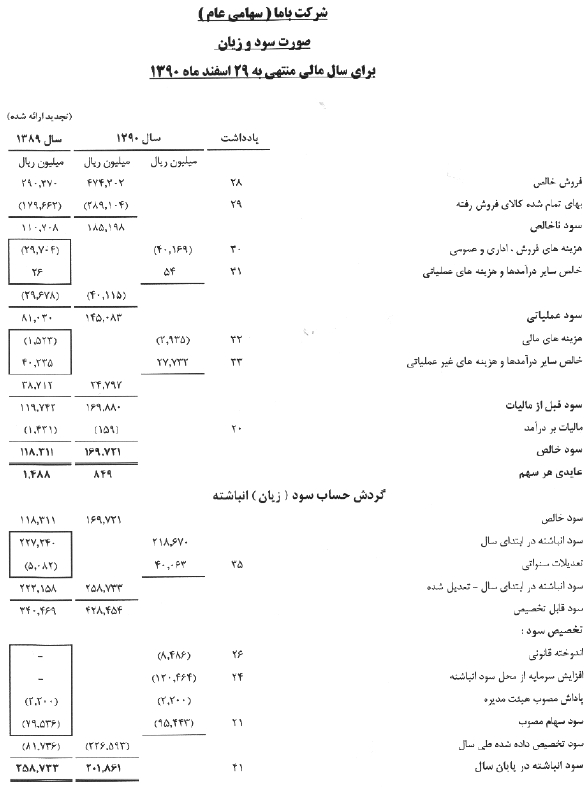 شرکت باما ( سهامی عام )
صورت سود و زیان
برای سال مالی منتهی به ۲۹ اسفند ماه ۱۳۹۰
(تجدید ارائه شده)
یادداشت سال ۱۳۹۰ سال ۱۳۸۹
میلیون ریال میلیون ریال میلیون ریال
فروش خالص ۲۸ ۴۷۴,۳۰۲ ۲۹۰,۳۷۰
بهای تمام شده کالای فروش رفته ۲۹ (۲۸۹,۱۰۴) (۱۷۹,۶۶۲)
سود ناخالص ۱۸۵,۱۹۸ ۱۱۰,۷۰۸
هزینه های فروش ، اداری و عمومی ۳۰ (۴۰,۱۶۹) (۲۹,۷۰۴)
خالص سایر درآمدها و هزینه های عملیاتی ۳۱ ۵۴ ۲۶
(۴۰,۱۱۵) (۲۹,۶۷۸)
سود عملیاتی ۱۴۵,۰۸۳ ۸۱,۰۳۰
هزینه های مالی ۳۲ (۲,۹۳۵) (۱,۵۲۳)
خالص سایر درآمدها و هزینه های غیر عملیاتی ۳۳ ۲۷,۷۳۲ ۴۰,۲۳۵
۲۴,۷۹۷ ۳۸,۷۱۲
سود قبل از مالیات ۱۶۹,۸۸۰ ۱۱۹,۷۴۲
مالیات بر درآمد ۲۰ (۱۵۹) (۱,۴۳۱)
سود خالص ۱۶۹,۷۲۱ ۱۱۸,۳۱۱
عایدی هر سهم ۸۴۹ ۱,۴۸۸
گردش حساب سود ( زیان ) انباشته
سود خالص ۱۶۹,۷۲۱ ۱۱۸,۳۱۱
سود انباشته در ابتدای سال ۲۱۸,۶۷۰ ۲۲۷,۲۴۰
تعدیلات سنواتی ۳۵ ۴۰,۰۶۳ (۵,۰۸۲)
سود انباشته در ابتدای سال - تعدیل شده ۲۵۸,۷۳۳ ۲۲۲,۱۵۸
سود قابل تخصیص ۴۲۸,۴۵۴ ۳۴۰,۴۶۹
تخصیص سود :
اندوخته قانونی ۲۶ (۸,۴۸۶) -
افزایش سرمایه از محل سود انباشته ۲۴ (۱۲۰,۴۶۴) -
پاداش مصوب هیئت مدیره (۲,۲۰۰) (۲,۲۰۰)
سود سهام مصوب ۲۱ (۹۵,۴۴۳) (۷۹,۵۳۶)
سود تخصیص داده شده طی سال (۲۲۶,۵۹۳) (۸۱,۷۳۶)
سود انباشته در پایان سال ۴۱ ۲۰۱,۸۶۱ ۲۵۸,۷۳۳